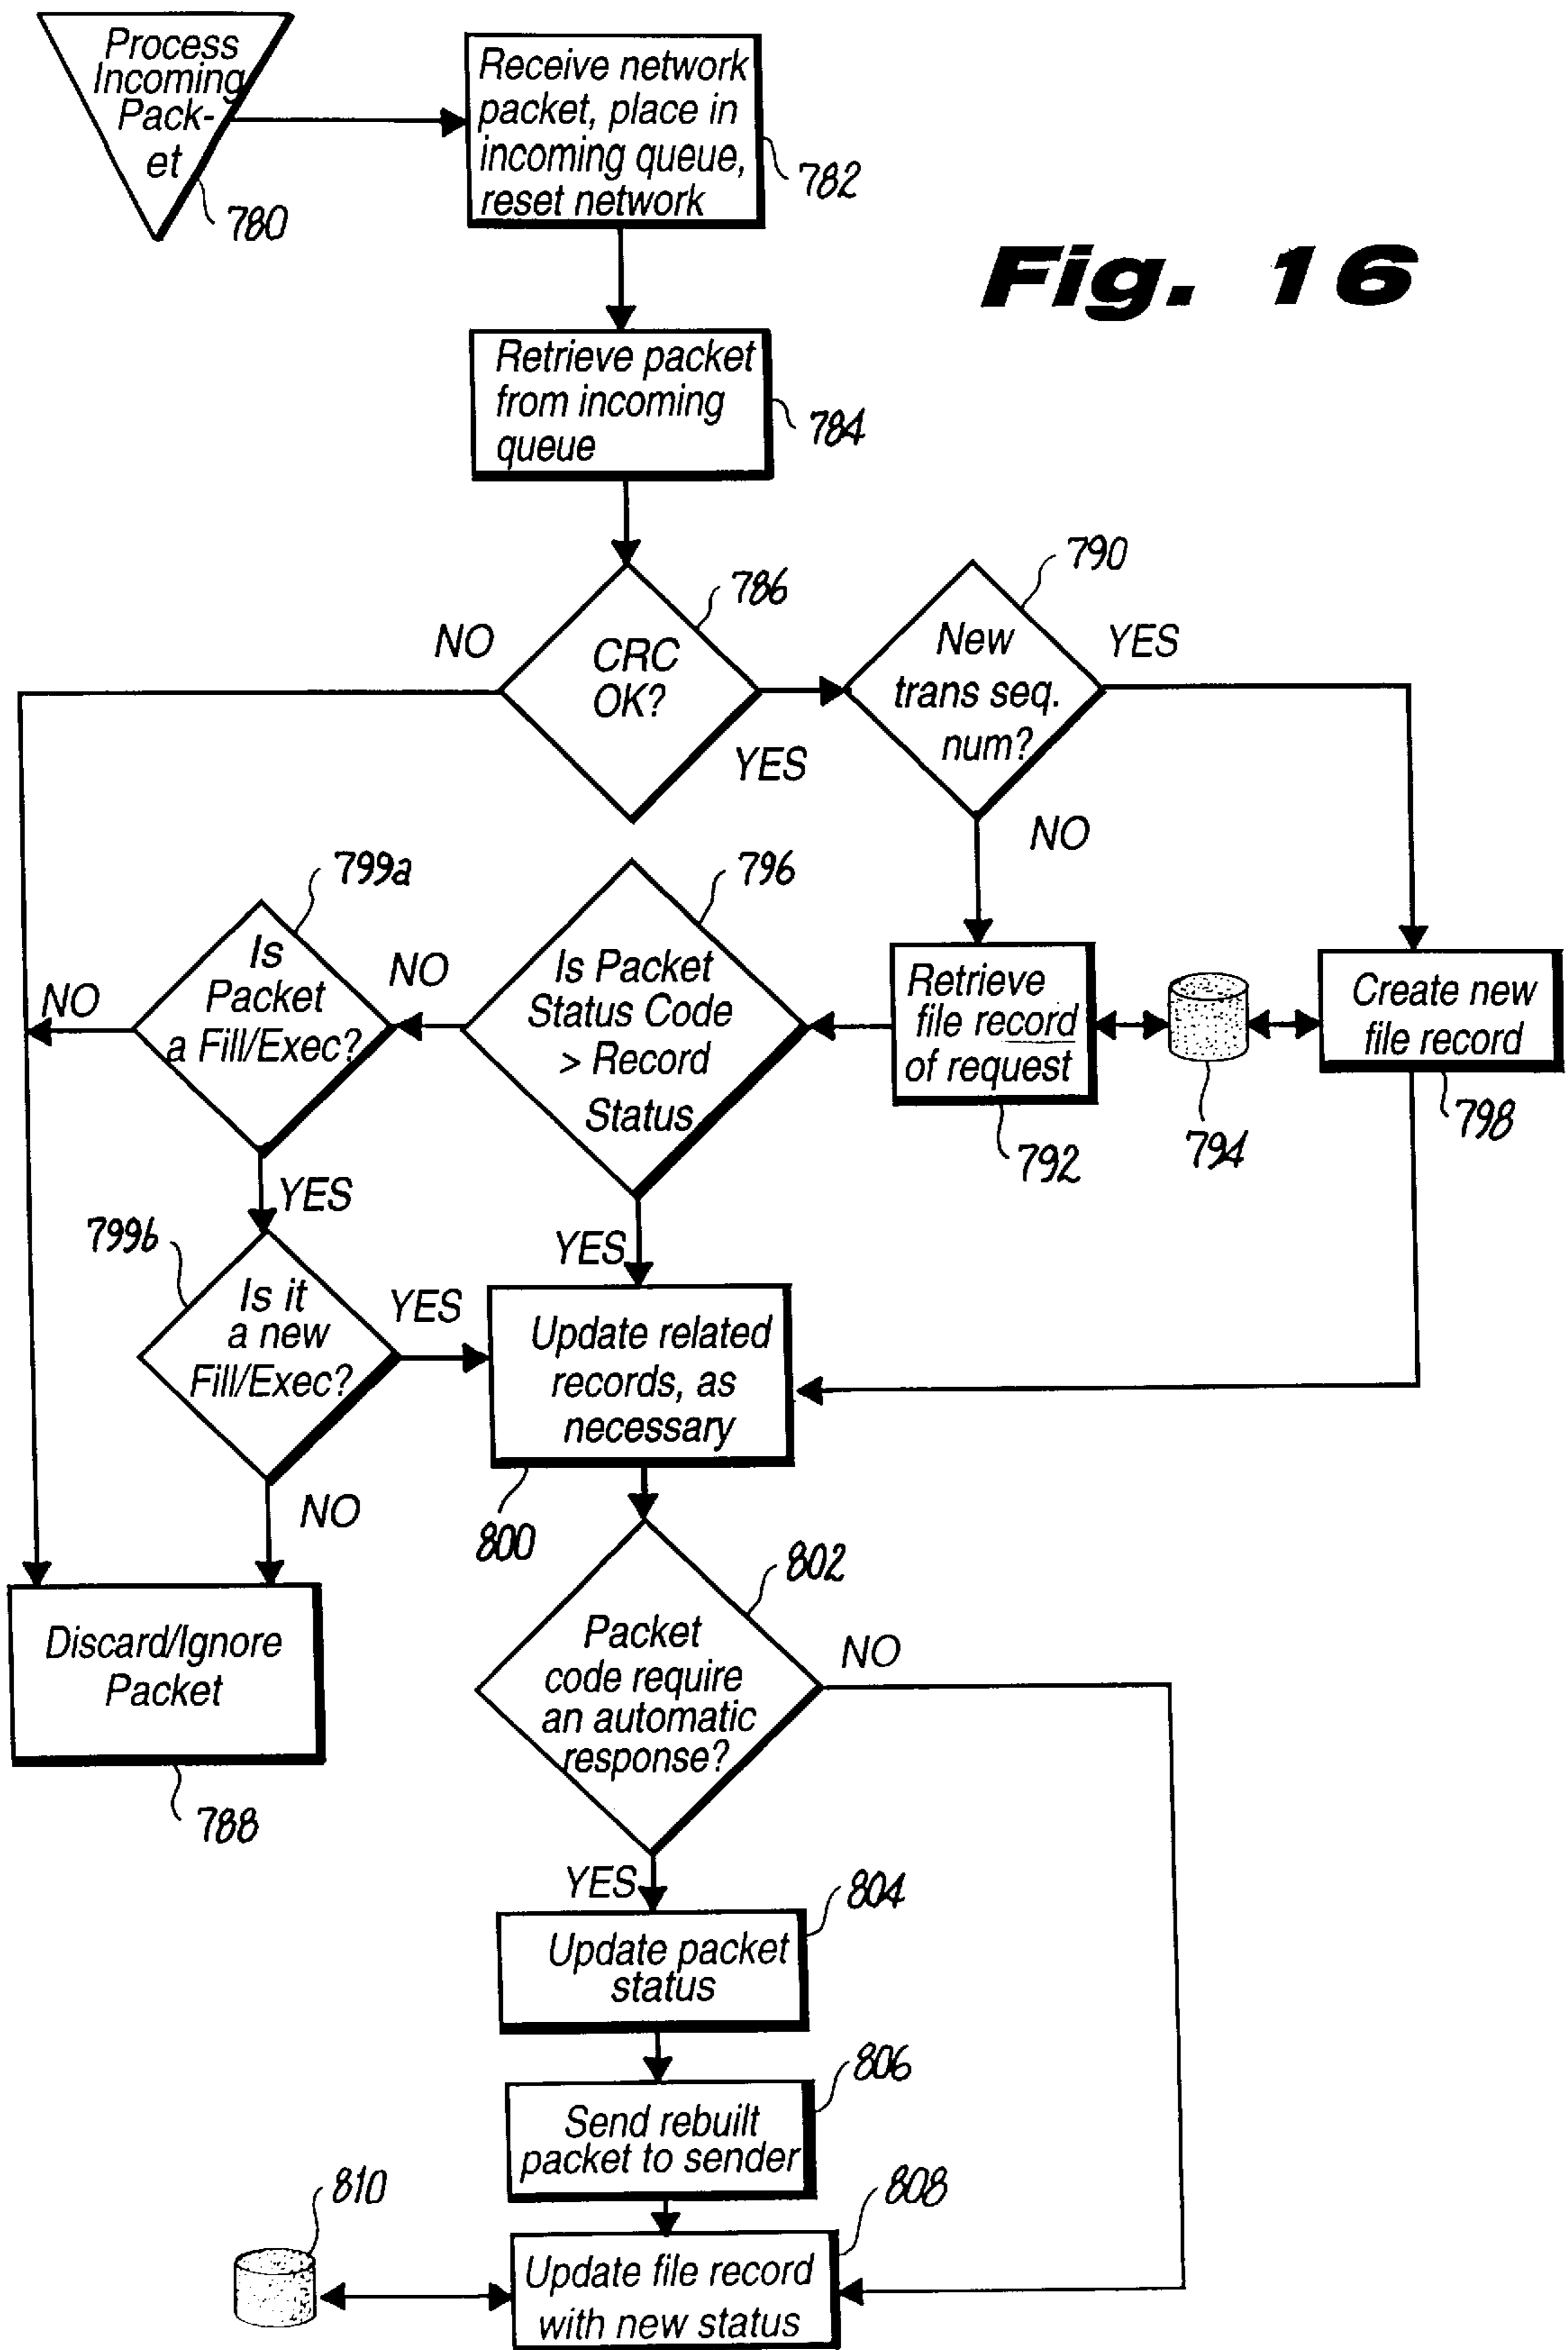 Process
Incoming
Pack-
et
780
Receive network
packet, place in
incoming queue,
reset network
782
Fig. 16
Retrieve packet
from incoming
queue
784
CRC
OK?
786
NO
YES
New
trans seq.
num?
790
YES
NO
Is
Packet
a Fill/Exec?
799a
NO
NO
YES
Is Packet
Status Code
> Record
Status
796
YES
Retrieve
file record
of request
792
794
Create new
file record
798
Is it
a new
Fill/Exec?
799b
YES
NO
Update related
records, as
necessary
800
Discard/Ignore
Packet
788
Packet
code require
an automatic
response?
802
NO
YES
Update packet
status
804
Send rebuilt
packet to sender
806
810
Update file record
with new status
808